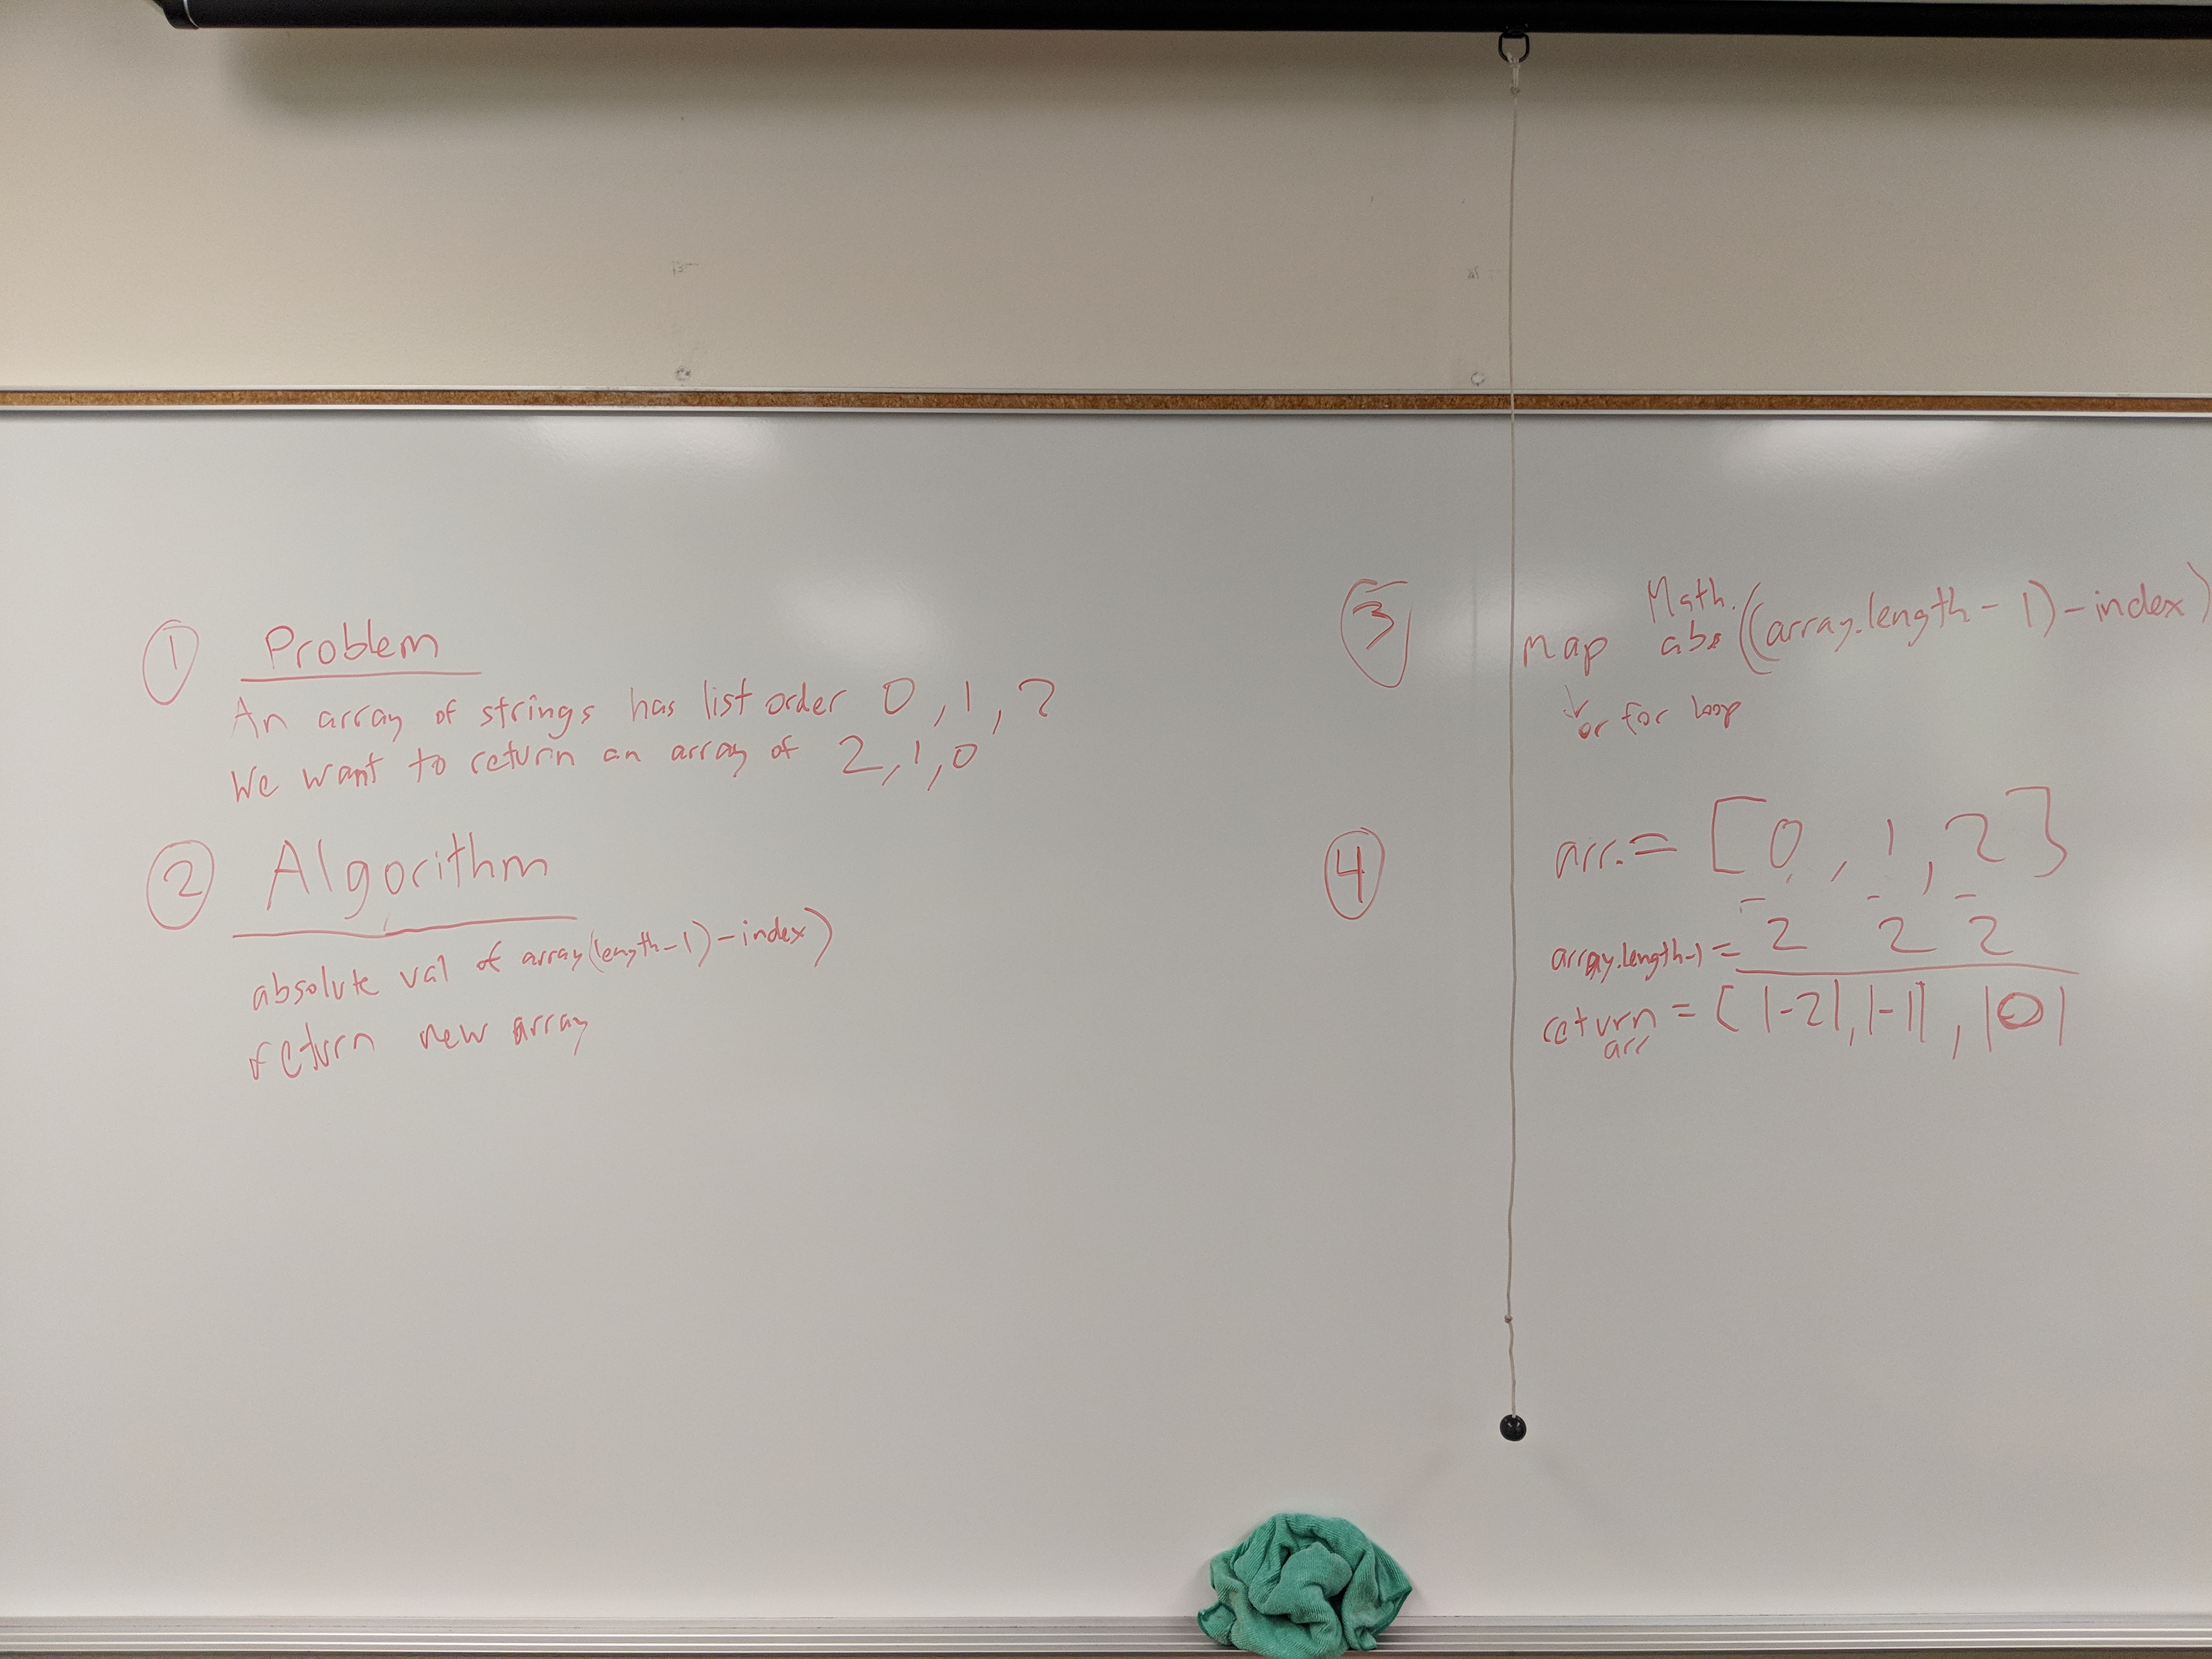 ① Problem
An array of strings has list order 0, 1, 2
We want to return an array of 2, 1, 0
② Algorithm
absolute val of array(length-1)-index)
return new array
③ Math.
map abs((array.length-1)-index)
↓ or for loop
④ arr.= [0, 1, 2]
- - -
array.length-1 = 2 2 2
return = [|-2|, |-1|, |0|
arr